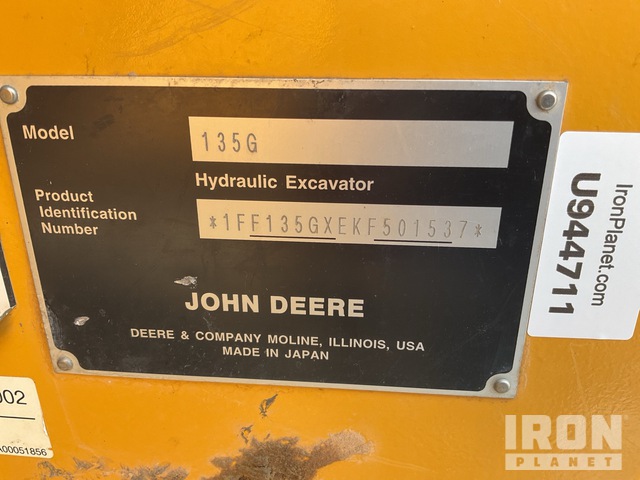 Model
135G
Hydraulic Excavator
Product
Identification
Number
*1FF135GXEKF501537*
JOHN DEERE
DEERE & COMPANY MOLINE, ILLINOIS, USA
MADE IN JAPAN
IronPlanet.com
U944711
002
A00051856
IRON
PLANET